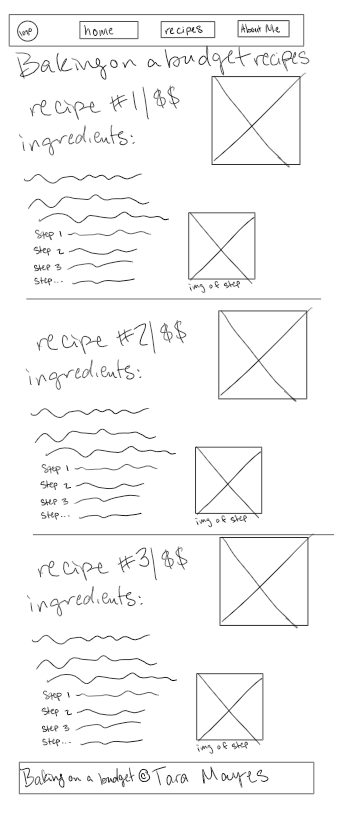 home recipes About Me
Baking on a budget recipes
recipe #1|$$
ingredients:
Step 1
Step 2
Step 3
Step...
img of step
recipe #2|$$
ingredients:
Step 1
Step 2
Step 3
Step...
img of step
recipe #3|$$
ingredients:
Step 1
Step 2
Step 3
Step...
img of step
Baking on a budget © Tara Mayes